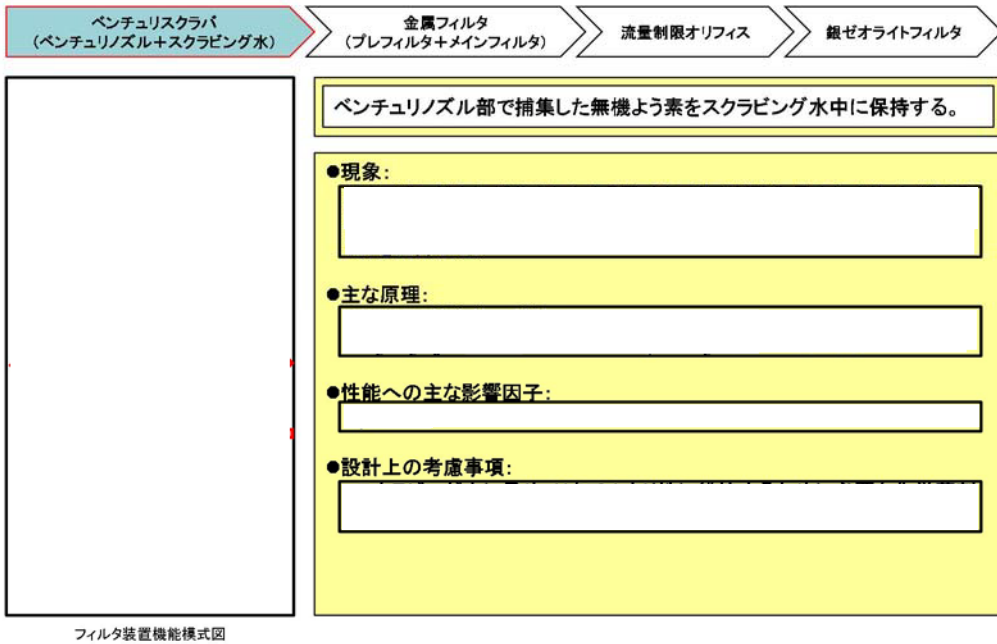 ベンチュリスクラバ
(ベンチュリノズル+スクラビング水)
金属フィルタ
(プレフィルタ+メインフィルタ)
流量制限オリフィス
銀ゼオライトフィルタ
ベンチュリノズル部で捕集した無機よう素をスクラビング水中に保持する。
●現象:
●主な原理:
●性能への主な影響因子:
●設計上の考慮事項:
フィルタ装置機能模式図